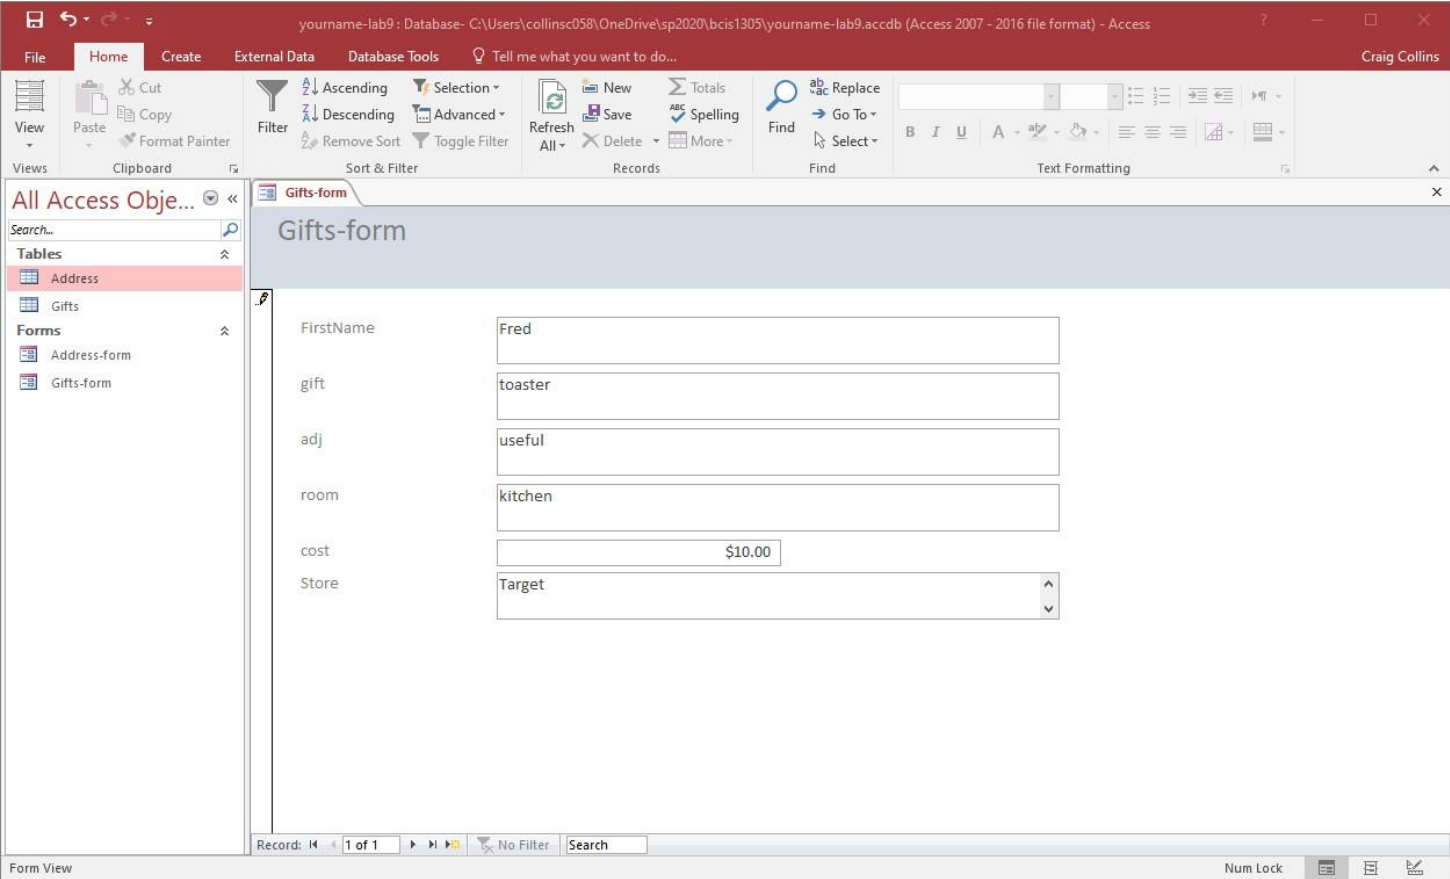 yourname-lab9 : Database- C:\Users\collinsc058\OneDrive\sp2020\bcis1305\yourname-lab9.accdb (Access 2007 - 2016 file format) - Access ?
File Home Create External Data Database Tools Tell me what you want to do... Craig Collins
View
Views
Paste
Cut
Copy
Format Painter
Clipboard
Filter
Ascending
Descending
Remove Sort
Selection
Advanced
Toggle Filter
Sort & Filter
Refresh
All
New
Save
Delete
Totals
Spelling
More
Records
Find
Replace
Go To
Select
Find
B I U A
Text Formatting
All Access Obje...
Search...
Tables
Address
Gifts
Forms
Address-form
Gifts-form
Gifts-form
Gifts-form
FirstName Fred
gift toaster
adj useful
room kitchen
cost $10.00
Store Target
Record: 1 of 1 No Filter Search
Form View Num Lock